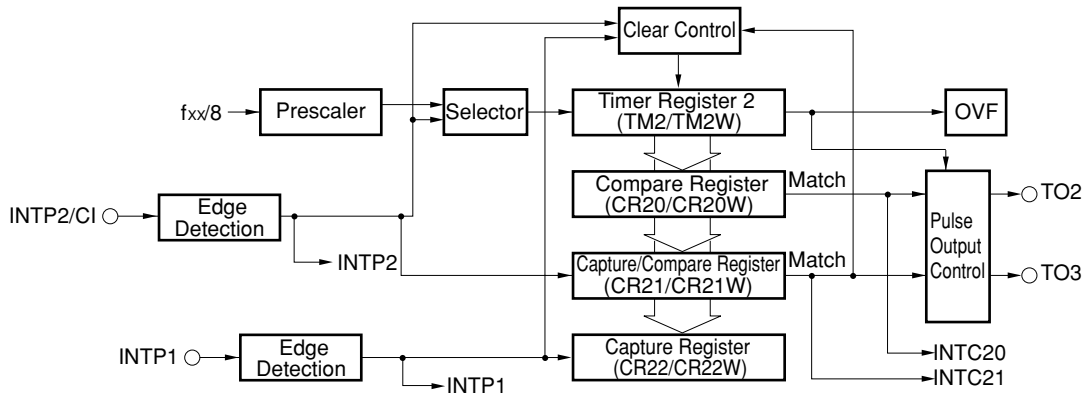 Clear Control
fxx/8
Prescaler
Selector
Timer Register 2
(TM2/TM2W)
OVF
INTP2/CI
Edge
Detection
INTP2
Compare Register
(CR20/CR20W)
Match
Pulse
Output
Control
TO2
Capture/Compare Register
(CR21/CR21W)
Match
TO3
INTP1
Edge
Detection
INTP1
Capture Register
(CR22/CR22W)
INTC20
INTC21